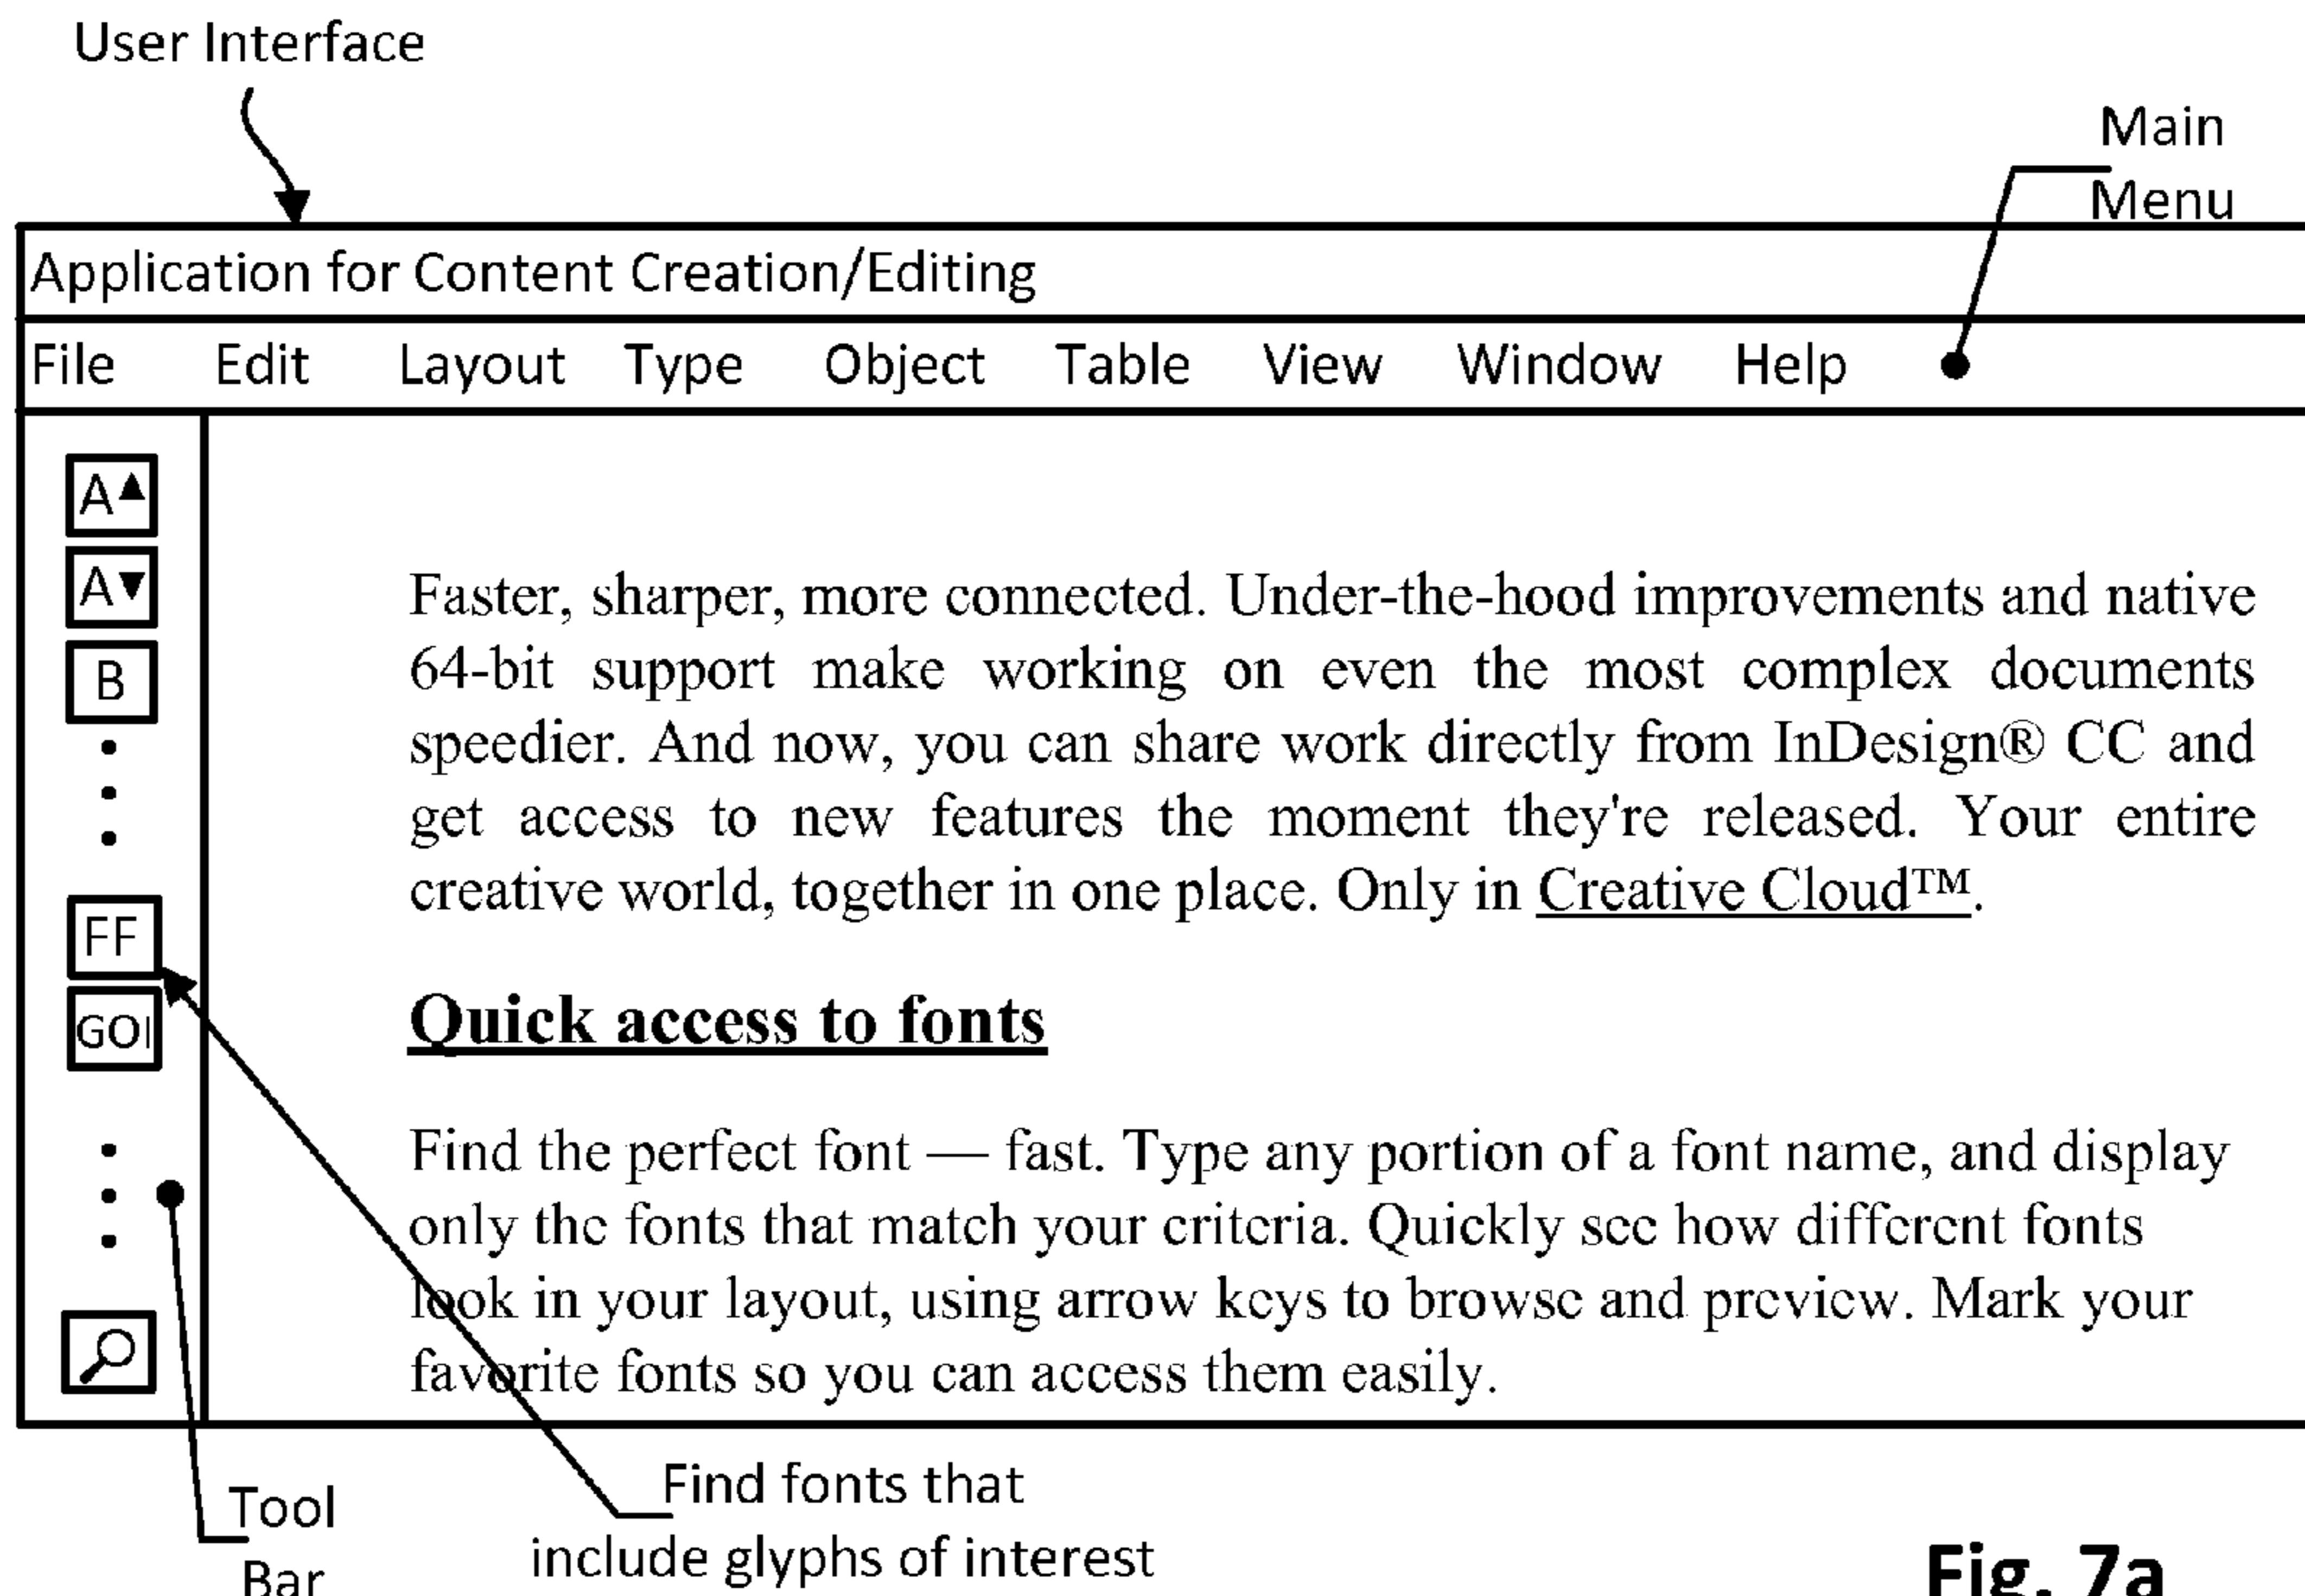 User Interface
Main
Menu
Application for Content Creation/Editing
File Edit Layout Type Object Table View Window Help
A▲
A▼
B
FF
GOI
Faster, sharper, more connected. Under-the-hood improvements and native
64-bit support make working on even the most complex documents
speedier. And now, you can share work directly from InDesign® CC and
get access to new features the moment they're released. Your entire
creative world, together in one place. Only in Creative Cloud™.
Quick access to fonts
Find the perfect font — fast. Type any portion of a font name, and display
only the fonts that match your criteria. Quickly see how different fonts
look in your layout, using arrow keys to browse and preview. Mark your
favorite fonts so you can access them easily.
Tool
Bar
Find fonts that
include glyphs of interest
Fig. 7a